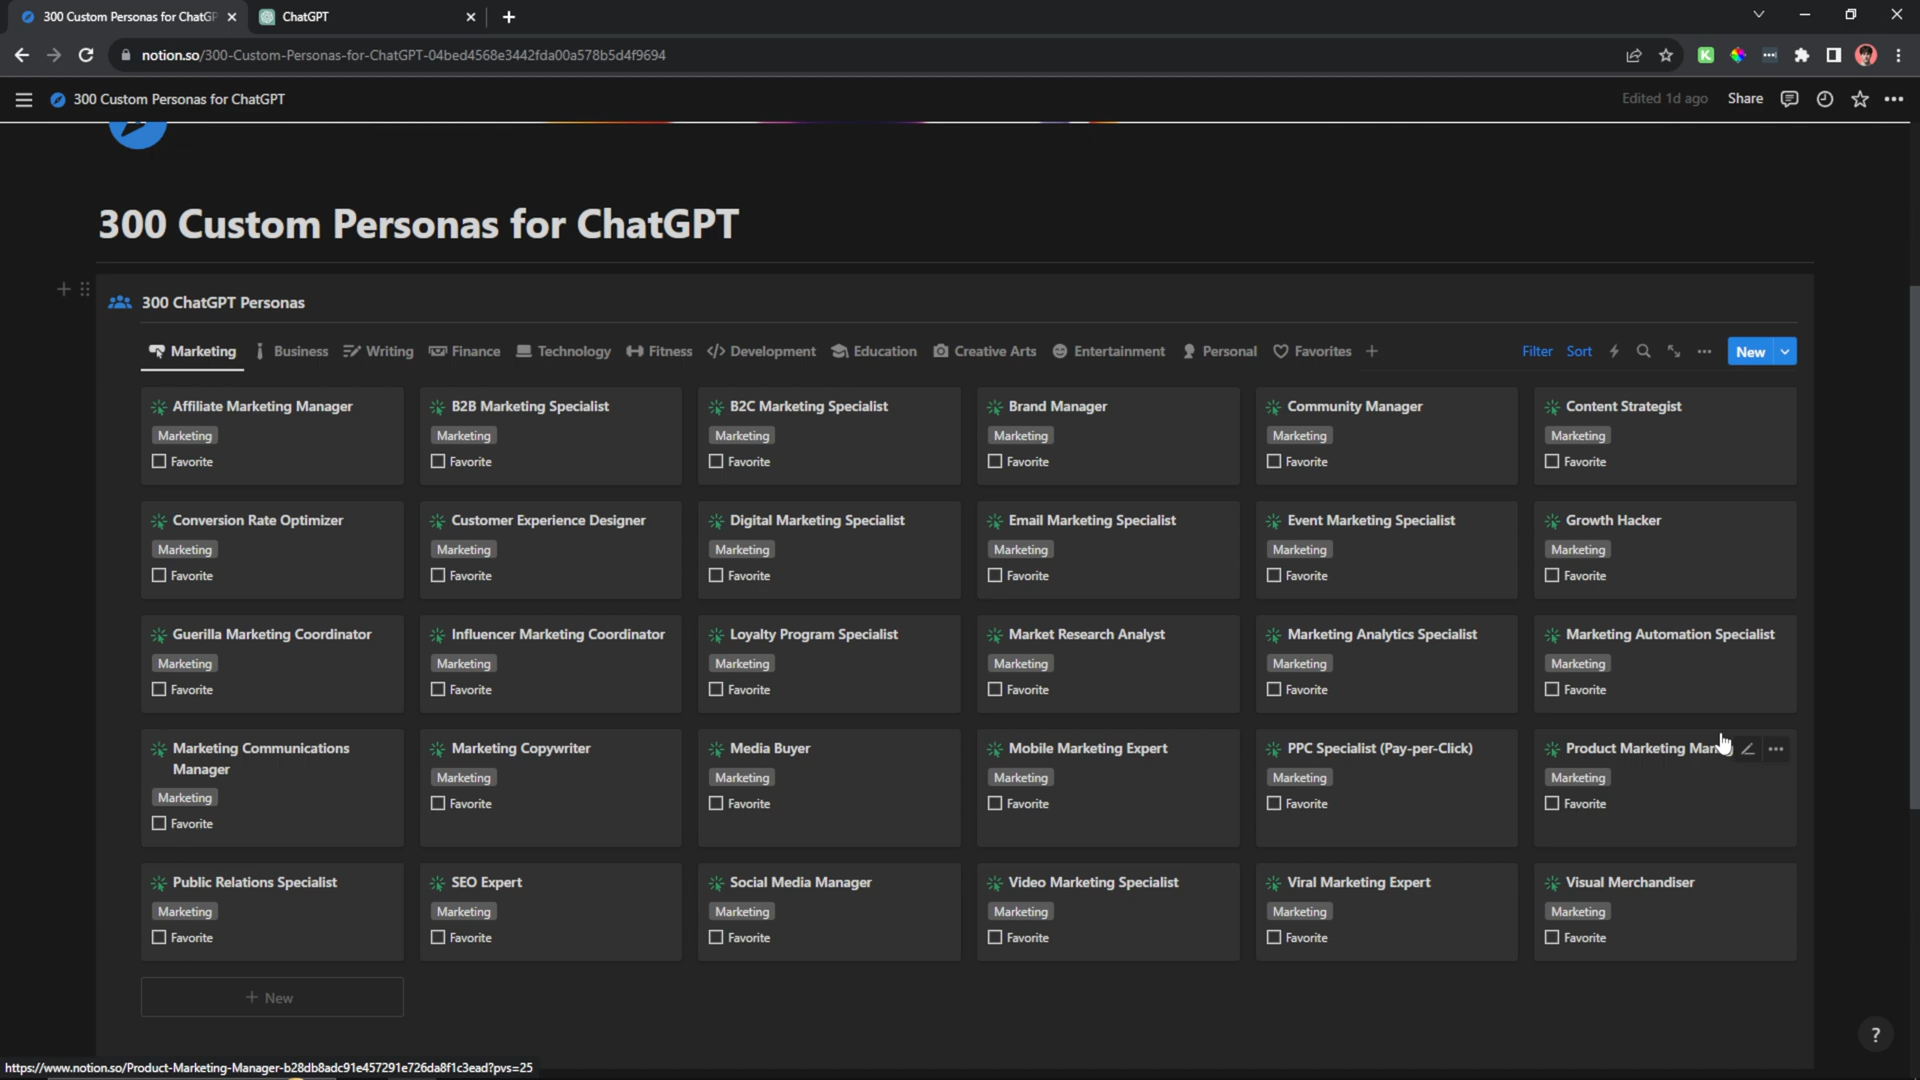 300 Custom Personas for ChatGP
ChatGPT
notion.so/300-Custom-Personas-for-ChatGPT-04bed4568e3442fda00a578b5d4f9694
300 Custom Personas for ChatGPT
Edited 1d ago
Share
300 Custom Personas for ChatGPT
300 ChatGPT Personas
Marketing Business Writing Finance Technology Fitness Development Education Creative Arts Entertainment Personal Favorites
Filter Sort New
Affiliate Marketing Manager B2B Marketing Specialist B2C Marketing Specialist Brand Manager Community Manager Content Strategist
Marketing Marketing Marketing Marketing Marketing Marketing
Favorite Favorite Favorite Favorite Favorite Favorite
Conversion Rate Optimizer Customer Experience Designer Digital Marketing Specialist Email Marketing Specialist Event Marketing Specialist Growth Hacker
Marketing Marketing Marketing Marketing Marketing Marketing
Favorite Favorite Favorite Favorite Favorite Favorite
Guerilla Marketing Coordinator Influencer Marketing Coordinator Loyalty Program Specialist Market Research Analyst Marketing Analytics Specialist Marketing Automation Specialist
Marketing Marketing Marketing Marketing Marketing Marketing
Favorite Favorite Favorite Favorite Favorite Favorite
Marketing Communications Marketing Copywriter Media Buyer Mobile Marketing Expert PPC Specialist (Pay-per-Click) Product Marketing
Manager Marketing Marketing Marketing Marketing Marketing
Marketing Favorite Favorite Favorite Favorite Favorite
Favorite
Public Relations Specialist SEO Expert Social Media Manager Video Marketing Specialist Viral Marketing Expert Visual Merchandiser
Marketing Marketing Marketing Marketing Marketing Marketing
Favorite Favorite Favorite Favorite Favorite Favorite
+ New
?
https://www.notion.so/Product-Marketing-Manager-b28db8adc91e457291e726da8f1c3ead?pvs=25